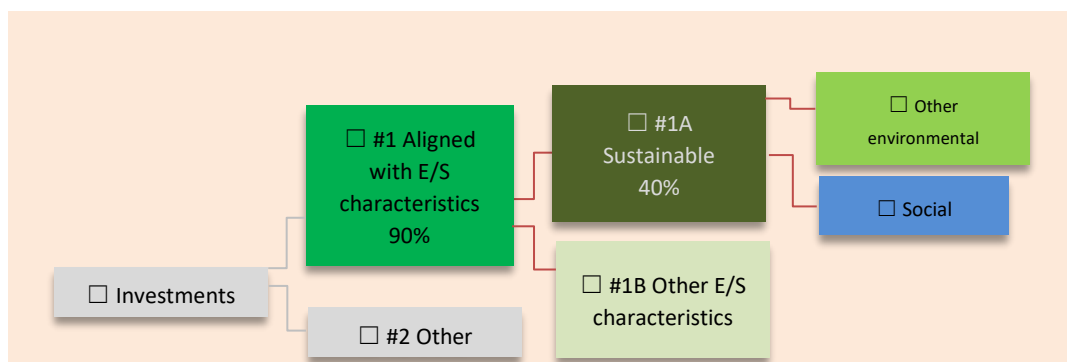 ☐ Investments
☐ #1 Aligned
with E/S
characteristics
90%
☐ #2 Other
☐ #1A
Sustainable
40%
☐ #1B Other E/S
characteristics
☐ Other
environmental
☐ Social